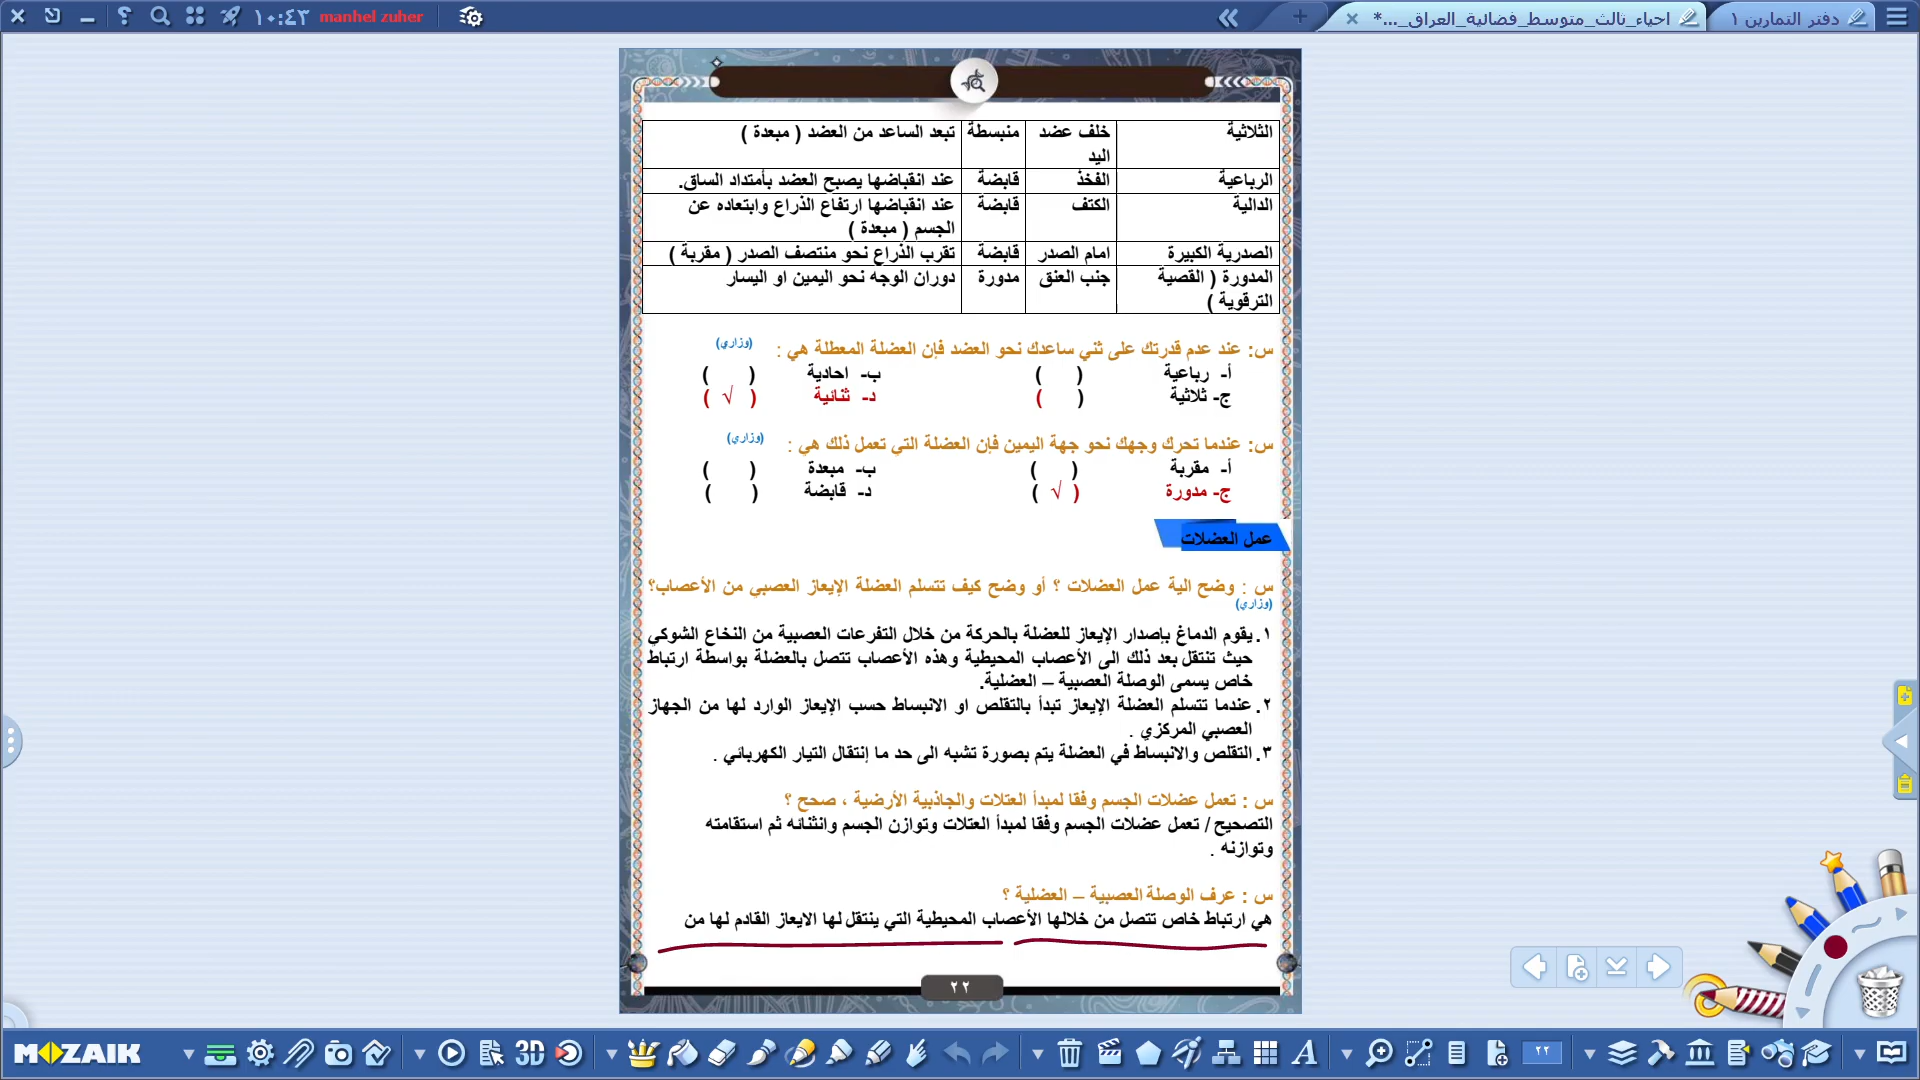 manhel zuher
١٠:٤٣
احياء_ثالث_متوسط_فضائية_العراق_...*
دفتر التمارين ١
الثلاثية خلف عضد اليد منبسطة تبعد الساعد من العضد ( مبعدة )
الرباعية الفخذ قابضة عند انقباضها يصبح العضد بأمتداد الساق.
الدالية الكتف قابضة عند انقباضها ارتفاع الذراع وابتعاده عن
الجسم ( مبعدة )
الصدرية الكبيرة امام الصدر قابضة تقرب الذراع نحو منتصف الصدر ( مقربة )
المدورة ( القصية الترقوية ) جنب العنق مدورة دوران الوجه نحو اليمين او اليسار
س: عند عدم قدرتك على ثني ساعدك نحو العضد فإن العضلة المعطلة هي : (وزاري)
أ- رباعية ( ) ب- احادية ( )
ج- ثلاثية ( ) د- ثنائية ( √ )
س: عندما تحرك وجهك نحو جهة اليمين فإن العضلة التي تعمل ذلك هي : (وزاري)
أ- مقربة ( ) ب- مبعدة ( )
ج- مدورة ( √ ) د- قابضة ( )
عمل العضلات
س : وضح الية عمل العضلات ؟ أو وضح كيف تتسلم العضلة الإيعاز العصبي من الأعصاب؟
(وزاري)
١. يقوم الدماغ بإصدار الإيعاز للعضلة بالحركة من خلال التفرعات العصبية من النخاع الشوكي
حيث تنتقل بعد ذلك الى الأعصاب المحيطية وهذه الأعصاب تتصل بالعضلة بواسطة ارتباط
خاص يسمى الوصلة العصبية – العضلية.
٢. عندما تتسلم العضلة الإيعاز تبدأ بالتقلص او الانبساط حسب الإيعاز الوارد لها من الجهاز
العصبي المركزي .
٣. التقلص والانبساط في العضلة يتم بصورة تشبه الى حد ما إنتقال التيار الكهربائي .
س : تعمل عضلات الجسم وفقا لمبدأ العتلات والجاذبية الأرضية ، صحح ؟
التصحيح / تعمل عضلات الجسم وفقا لمبدأ العتلات وتوازن الجسم وانثنائه ثم استقامته
وتوازنه .
س : عرف الوصلة العصبية – العضلية ؟
هي ارتباط خاص تتصل من خلالها الأعصاب المحيطية التي ينتقل لها الايعاز القادم لها من
٢٢
MOZAIK
3D
٢٢
A